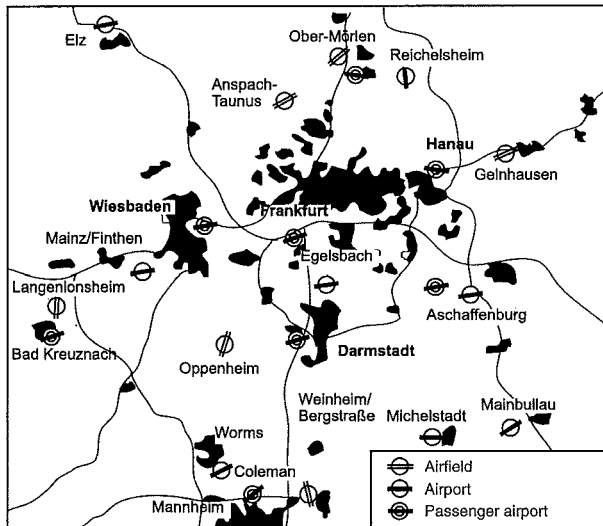 Elz
Ober-Mörlen
Reichelsheim
Anspach-
Taunus
Hanau
Gelnhausen
Wiesbaden
Frankfurt
Mainz/Finthen
Egelsbach
Langenlonsheim
Aschaffenburg
Bad Kreuznach
Oppenheim
Darmstadt
Weinheim/
Bergstraße
Michelstadt
Mainbullau
Worms
Coleman
Mannheim
Airfield
Airport
Passenger airport